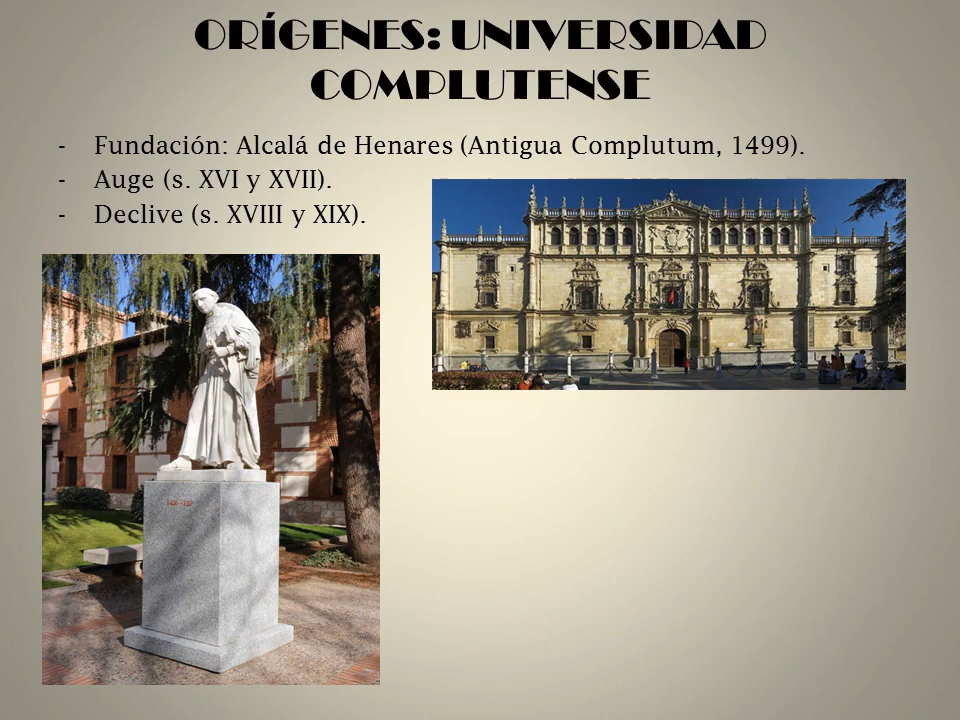 ORÍGENES: UNIVERSIDAD
COMPLUTENSE
- Fundación: Alcalá de Henares (Antigua Complutum, 1499).
- Auge (s. XVI y XVII).
- Declive (s. XVIII y XIX).